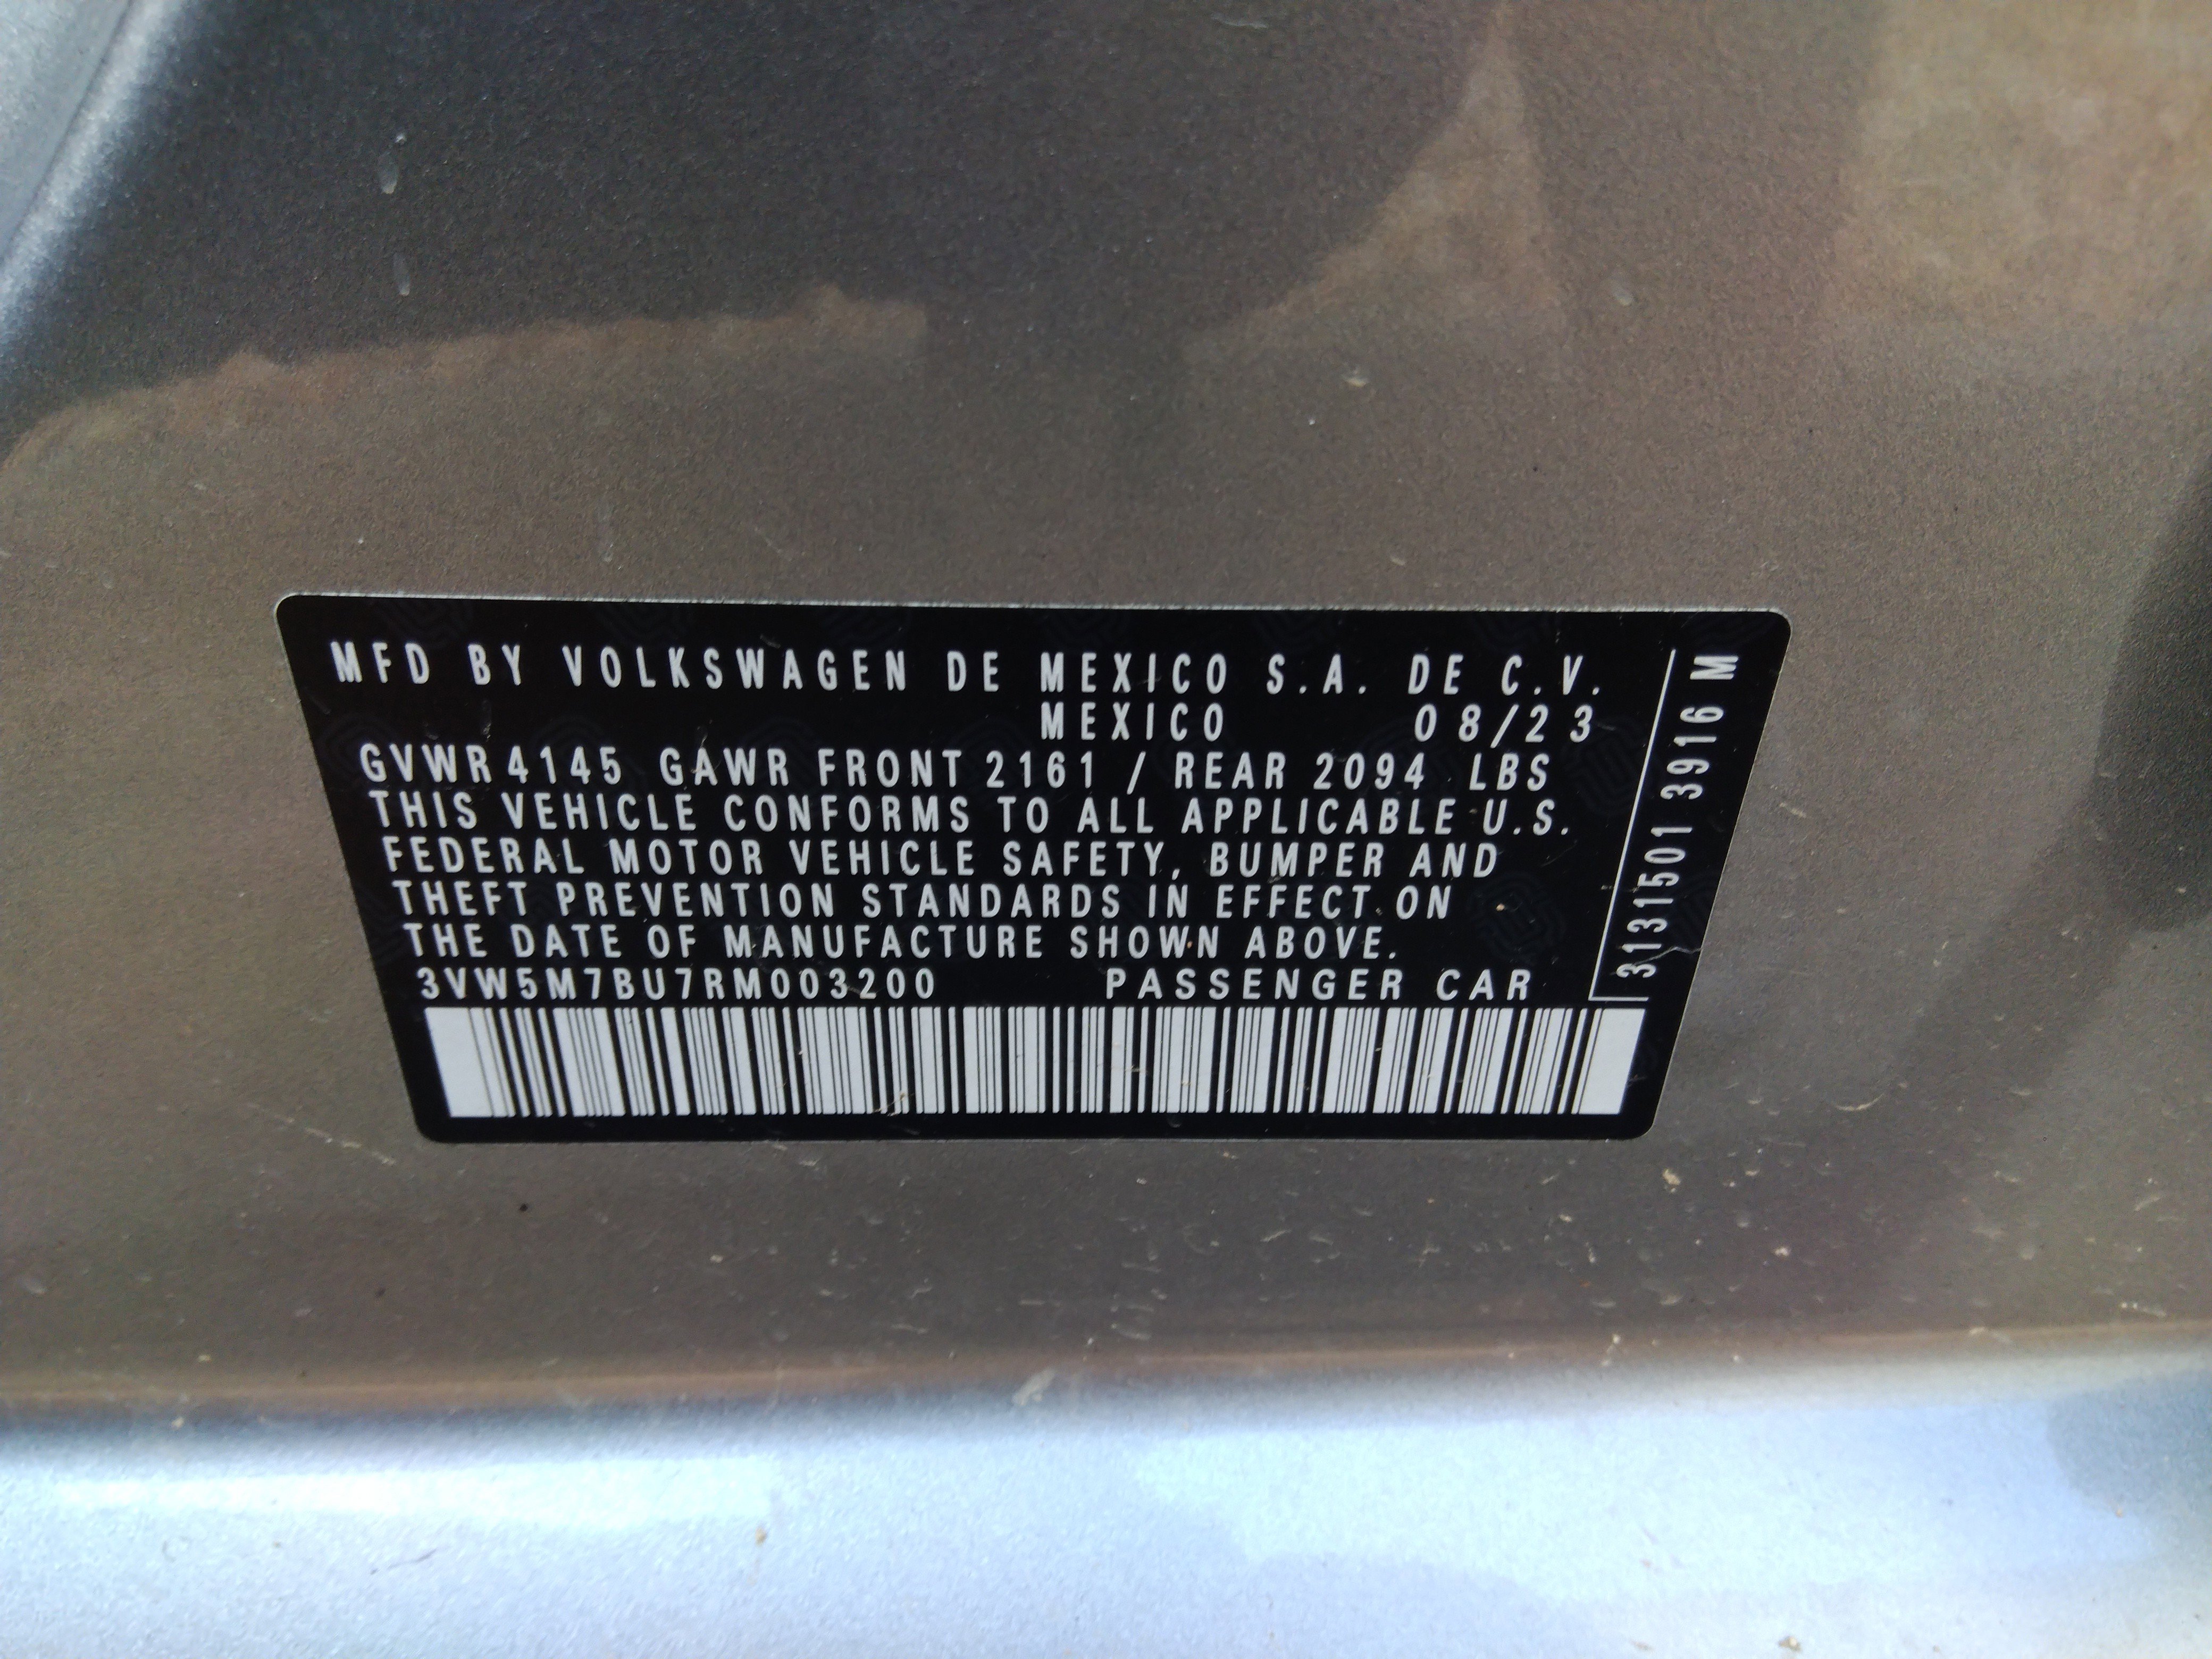 MFD BY VOLKSWAGEN DE MEXICO S.A. DE C.V.
MEXICO 08/23
GVWR 4145 GAWR FRONT 2161 / REAR 2094 LBS
THIS VEHICLE CONFORMS TO ALL APPLICABLE U.S.
FEDERAL MOTOR VEHICLE SAFETY, BUMPER AND
THEFT PREVENTION STANDARDS IN EFFECT ON
THE DATE OF MANUFACTURE SHOWN ABOVE.
3VW5M7BU7RM003200 PASSENGER CAR
3131501 3916 M